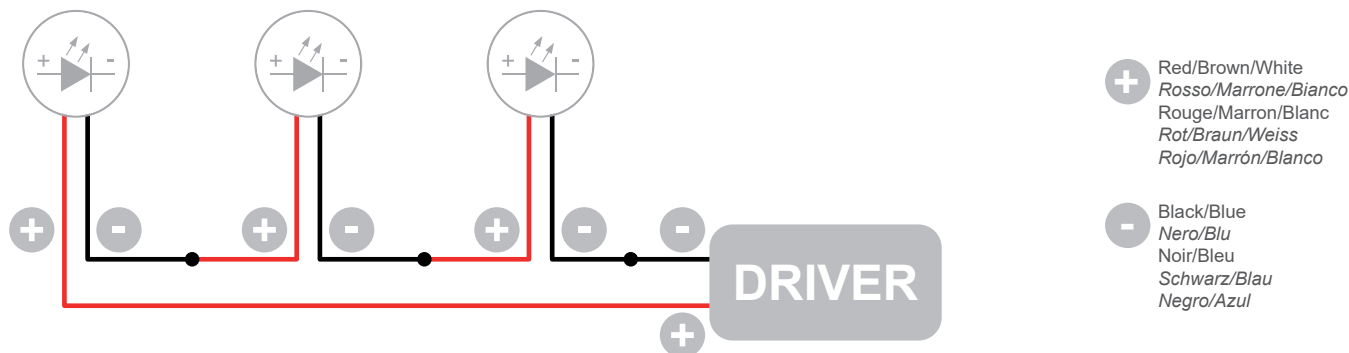 + -
+ -
+ -
+ - + - + - -
DRIVER
+
+
Red/Brown/White
Rosso/Marrone/Bianco
Rouge/Marron/Blanc
Rot/Braun/Weiss
Rojo/Marrón/Blanco
-
Black/Blue
Nero/Blu
Noir/Bleu
Schwarz/Blau
Negro/Azul